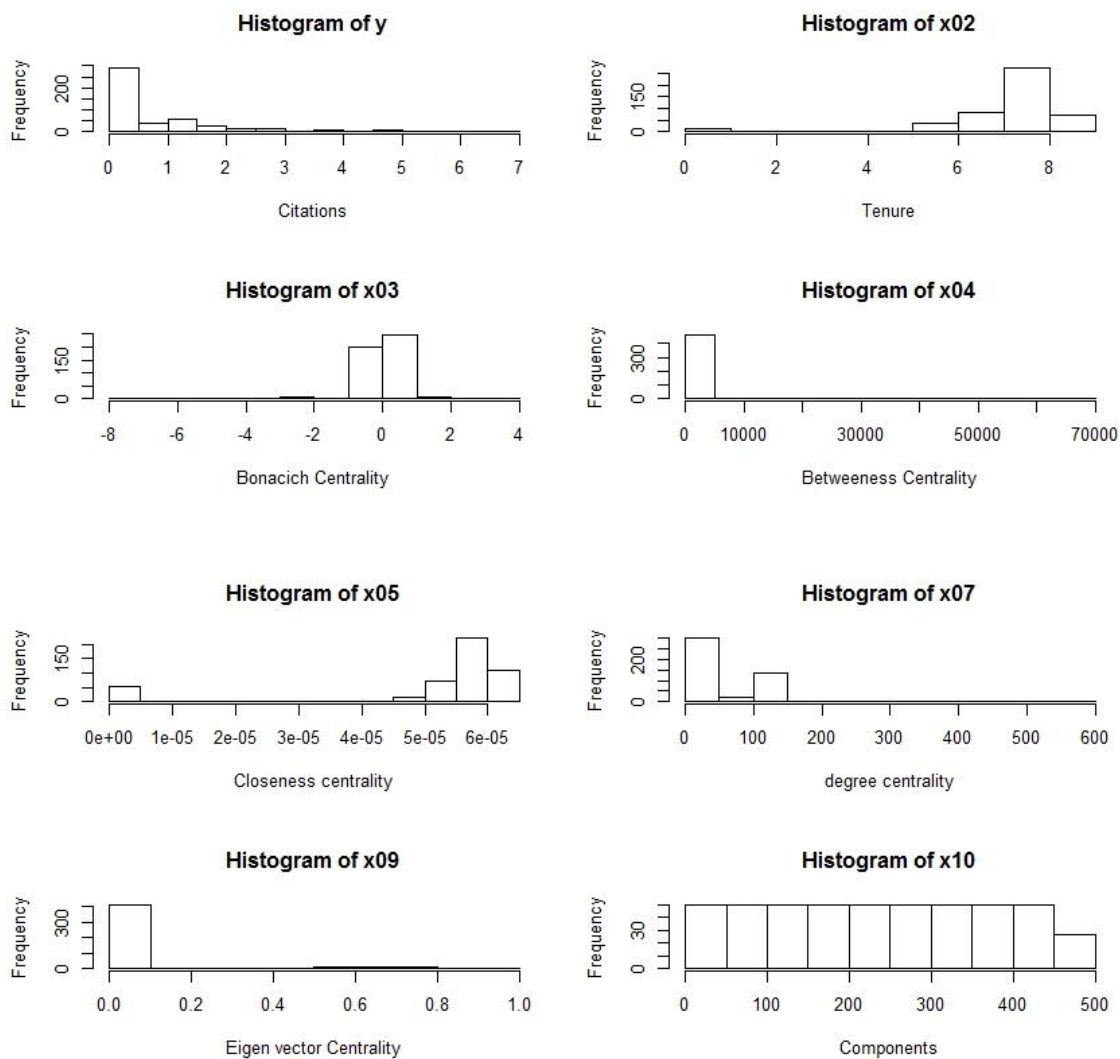 Histogram of y
Frequency
0 200
0 1 2 3 4 5 6 7
Citations
Histogram of x02
Frequency
0 150
0 2 4 6 8
Tenure
Histogram of x03
Frequency
0 150
-8 -6 -4 -2 0 2 4
Bonacich Centrality
Histogram of x04
Frequency
0 300
0 10000 30000 50000 70000
Betweeness Centrality
Histogram of x05
Frequency
0 150
0e+00 1e-05 2e-05 3e-05 4e-05 5e-05 6e-05
Closeness centrality
Histogram of x07
Frequency
0 200
0 100 200 300 400 500 600
degree centrality
Histogram of x09
Frequency
0 300
0.0 0.2 0.4 0.6 0.8 1.0
Eigen vector Centrality
Histogram of x10
Frequency
0 30
0 100 200 300 400 500
Components